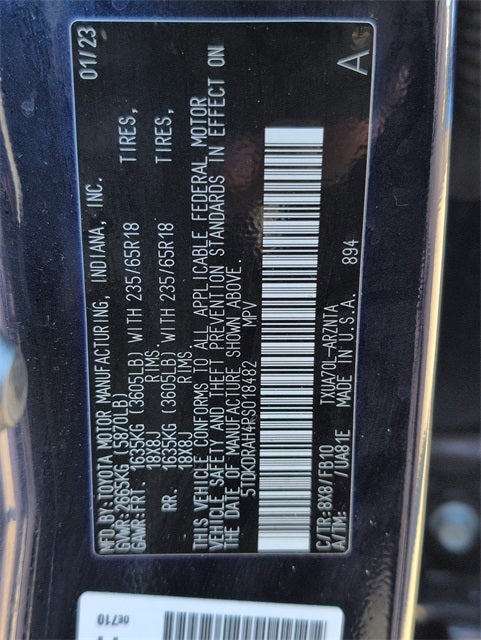 MFD.BY:TOYOTA MOTOR MANUFACTURING, INDIANA, INC. 01/23
GVWR:2665KG (5870LB)
GAWR:FRT. 1635KG (3605LB) WITH 235/65R18 TIRES,
18X8J RIMS
RR. 1635KG (3605LB) WITH 235/65R18 TIRES,
18X8J RIMS
THIS VEHICLE CONFORMS TO ALL APPLICABLE FEDERAL MOTOR
VEHICLE SAFETY AND THEFT PREVENTION STANDARDS IN EFFECT ON
THE DATE OF MANUFACTURE SHOWN ABOVE.
MPV
C/TR:8X8/FB10 TXUA70L-ARZNTA A
A/TM: /UA81E MADE IN U.S.A. 894
0E710